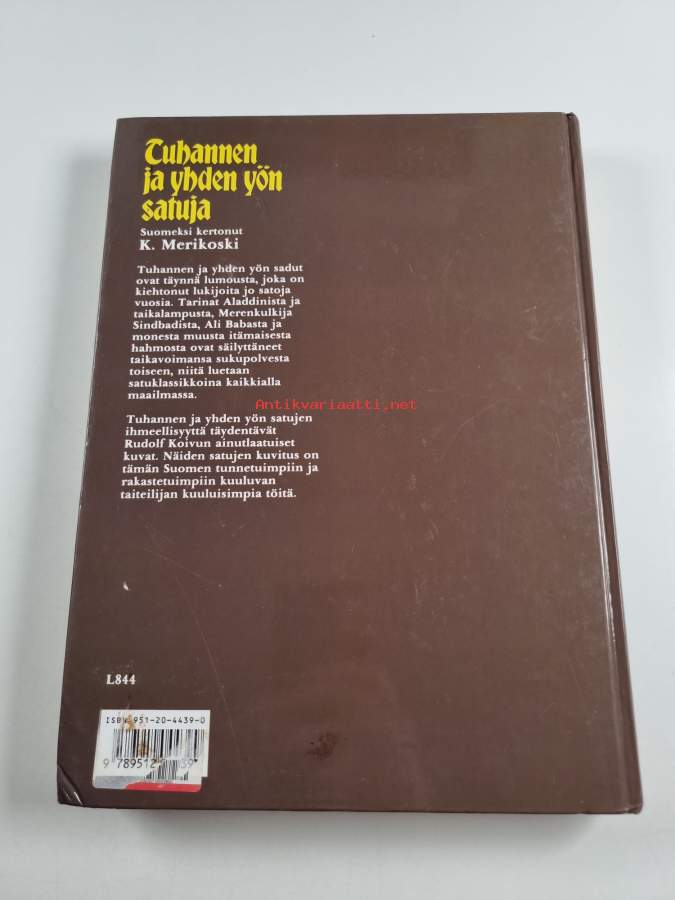 Tuhannen
ja yhden yön
satuja
Suomeksi kertonut
K. Merikoski
Tuhannen ja yhden yön sadut
ovat täynnä lumousta, joka on
kiehtonut lukijoita jo satoja
vuosia. Tarinat Aladdinista ja
taikalampusta, Merenkulkija
Sindbadista, Ali Babasta ja
monesta muusta itämaisesta
hahmosta ovat säilyttäneet
taikavoimansa sukupolvesta
toiseen, niitä luetaan
satuklassikkoina kaikkialla
maailmassa.
Antikvariaatti.net
Tuhannen ja yhden yön satujen
ihmeellisyyttä täydentävät
Rudolf Koivun ainutlaatuiset
kuvat. Näiden satujen kuvitus on
tämän Suomen tunnetuimpiin ja
rakastetuimpiin kuuluvan
taiteilijan kuuluisimpia töitä.
L844
ISBN 951-20-4439-0
9 789512 39